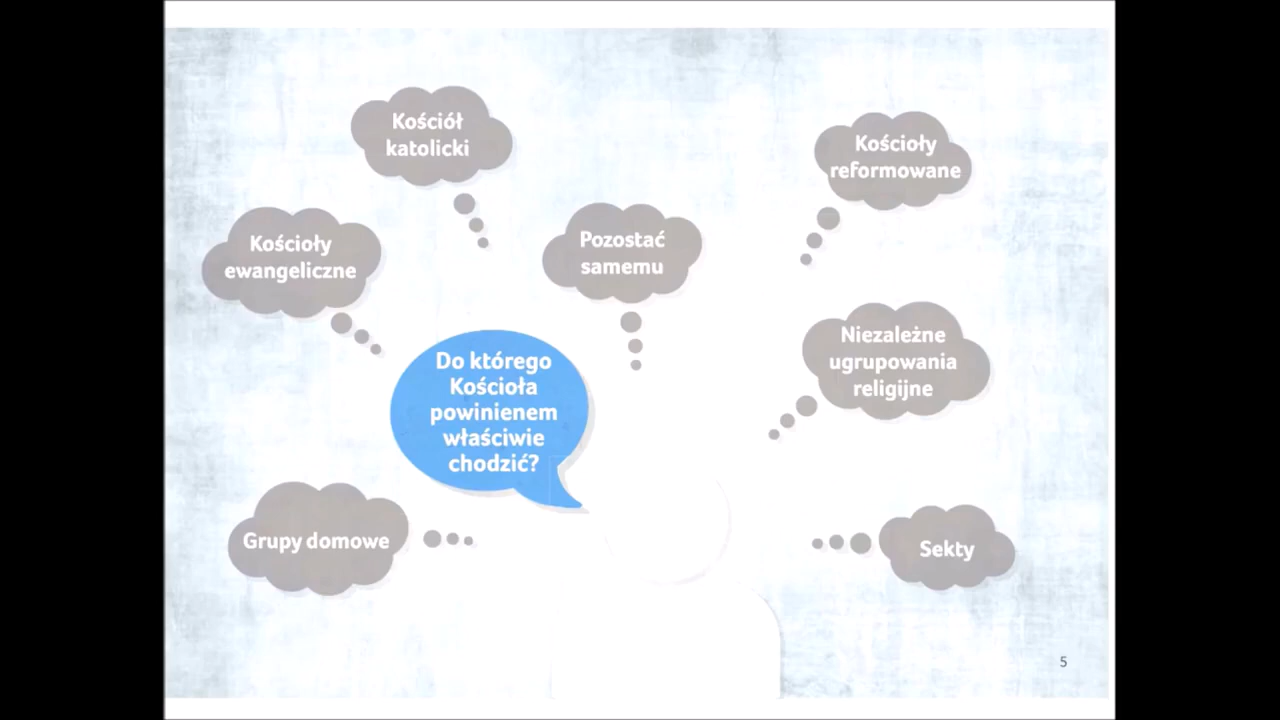 Kościół
katolicki
Kościoły
reformowane
Kościoły
ewangeliczne
Pozostać
samemu
Niezależne
ugrupowania
religijne
Do którego
Kościoła
powinienem
właściwie
chodzić?
Grupy domowe
Sekty
5